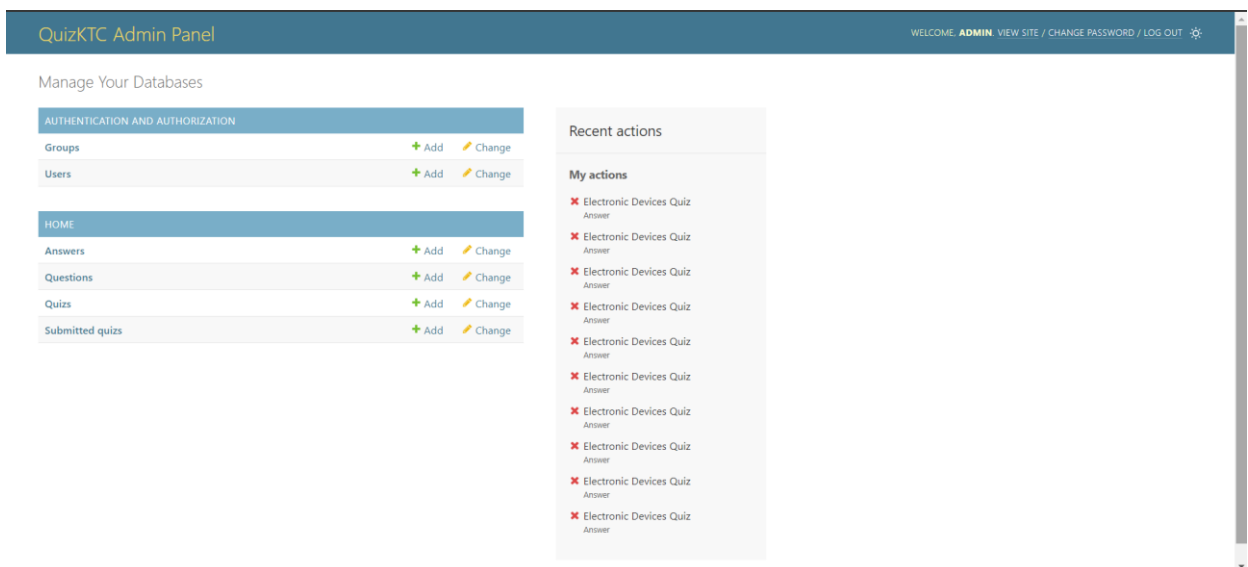 QuizKTC Admin Panel
WELCOME, ADMIN. VIEW SITE / CHANGE PASSWORD / LOG OUT
Manage Your Databases
AUTHENTICATION AND AUTHORIZATION
Groups Add Change
Users Add Change
HOME
Answers Add Change
Questions Add Change
Quizs Add Change
Submitted quizs Add Change
Recent actions
My actions
Electronic Devices Quiz
Answer
Electronic Devices Quiz
Answer
Electronic Devices Quiz
Answer
Electronic Devices Quiz
Answer
Electronic Devices Quiz
Answer
Electronic Devices Quiz
Answer
Electronic Devices Quiz
Answer
Electronic Devices Quiz
Answer
Electronic Devices Quiz
Answer
Electronic Devices Quiz
Answer